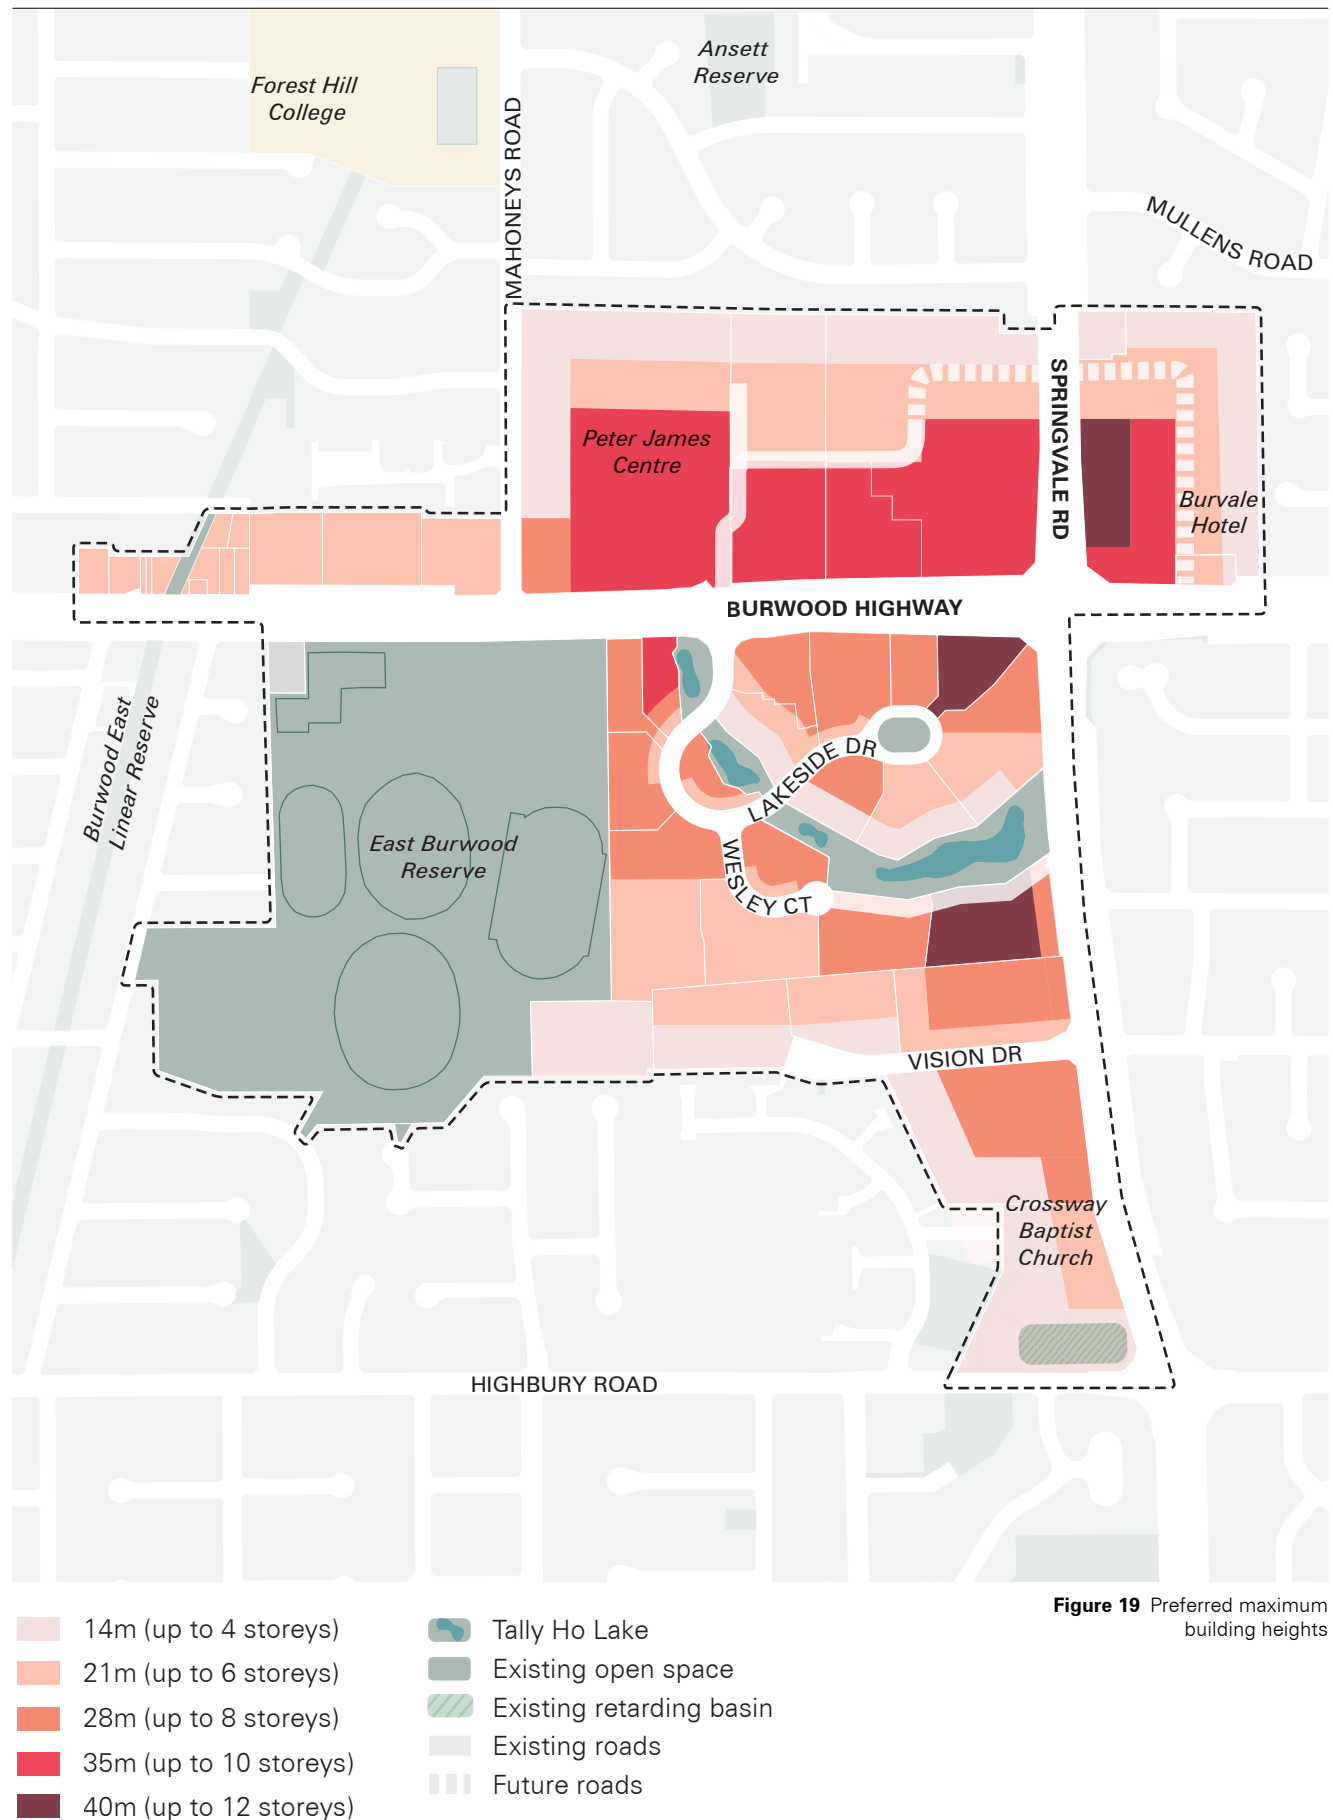 Ansett
Reserve
Forest Hill
College
MAHONEYS ROAD
MULLENS ROAD
SPRINGVALE RD
Peter James
Centre
Burvale
Hotel
BURWOOD HIGHWAY
Burwood East
Linear Reserve
LAKESIDE DR
East Burwood
Reserve
WESLEY CT
VISION DR
Crossway
Baptist
Church
HIGHBURY ROAD
Figure 19 Preferred maximum
building heights
14m (up to 4 storeys)
21m (up to 6 storeys)
28m (up to 8 storeys)
35m (up to 10 storeys)
40m (up to 12 storeys)
Tally Ho Lake
Existing open space
Existing retarding basin
Existing roads
Future roads